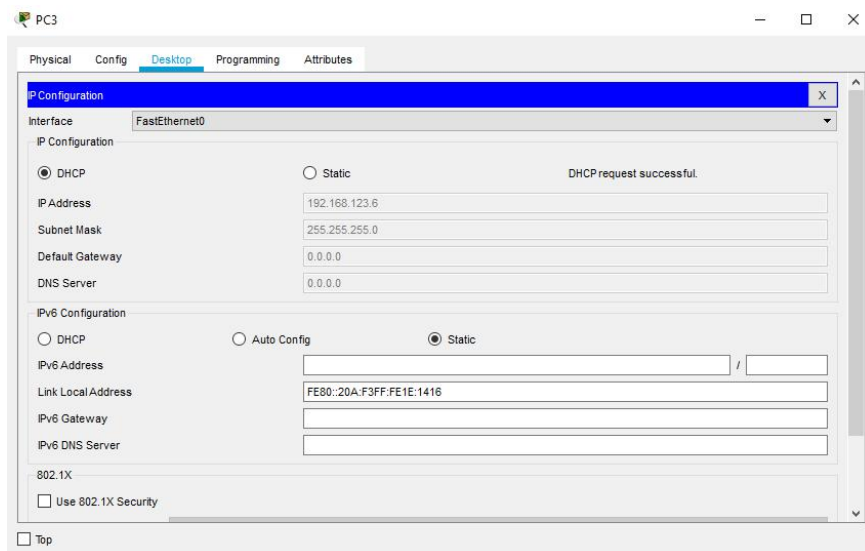 PC3
Physical Config Desktop Programming Attributes
IP Configuration X
Interface FastEthernet0
IP Configuration
DHCP Static DHCP request successful.
IP Address 192.168.123.6
Subnet Mask 255.255.255.0
Default Gateway 0.0.0.0
DNS Server 0.0.0.0
IPv6 Configuration
DHCP Auto Config Static
IPv6 Address /
Link Local Address FE80::20A:F3FF:FE1E:1416
IPv6 Gateway
IPv6 DNS Server
802.1X
Use 802.1X Security
Top